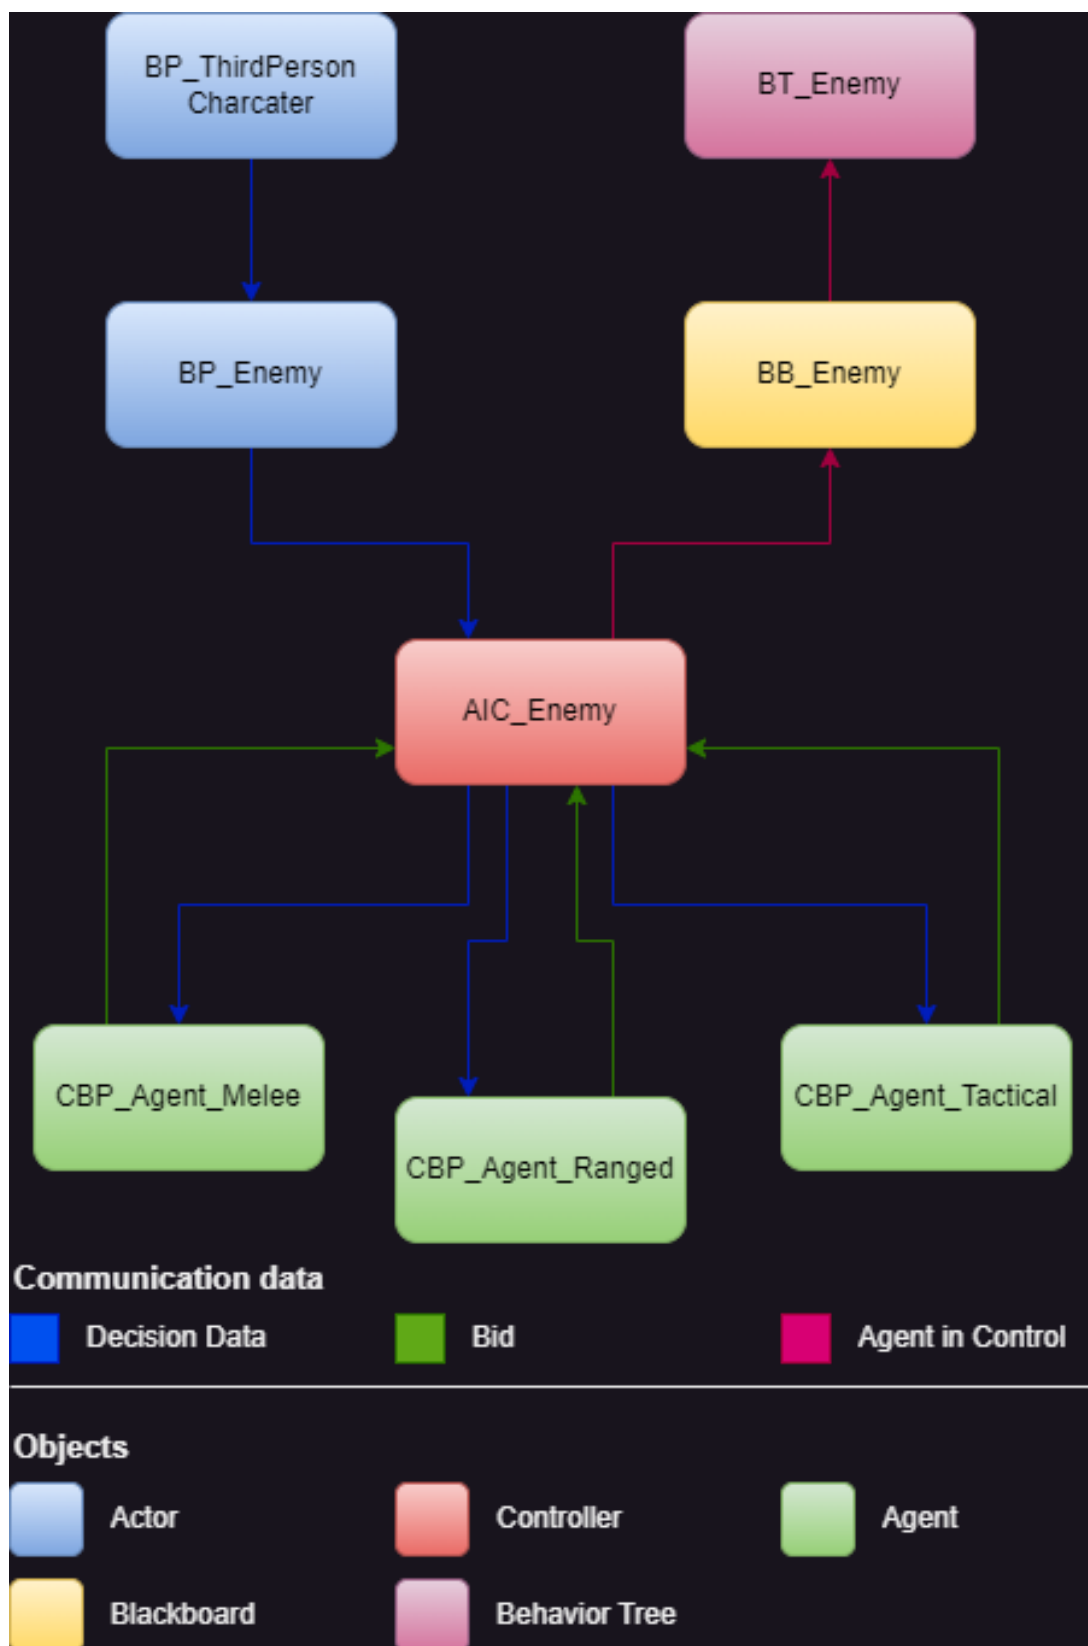 BP_ThirdPerson
Charcater
BT_Enemy
BP_Enemy
BB_Enemy
AIC_Enemy
CBP_Agent_Melee
CBP_Agent_Ranged
CBP_Agent_Tactical
Communication data
Decision Data
Bid
Agent in Control
Objects
Actor
Controller
Agent
Blackboard
Behavior Tree